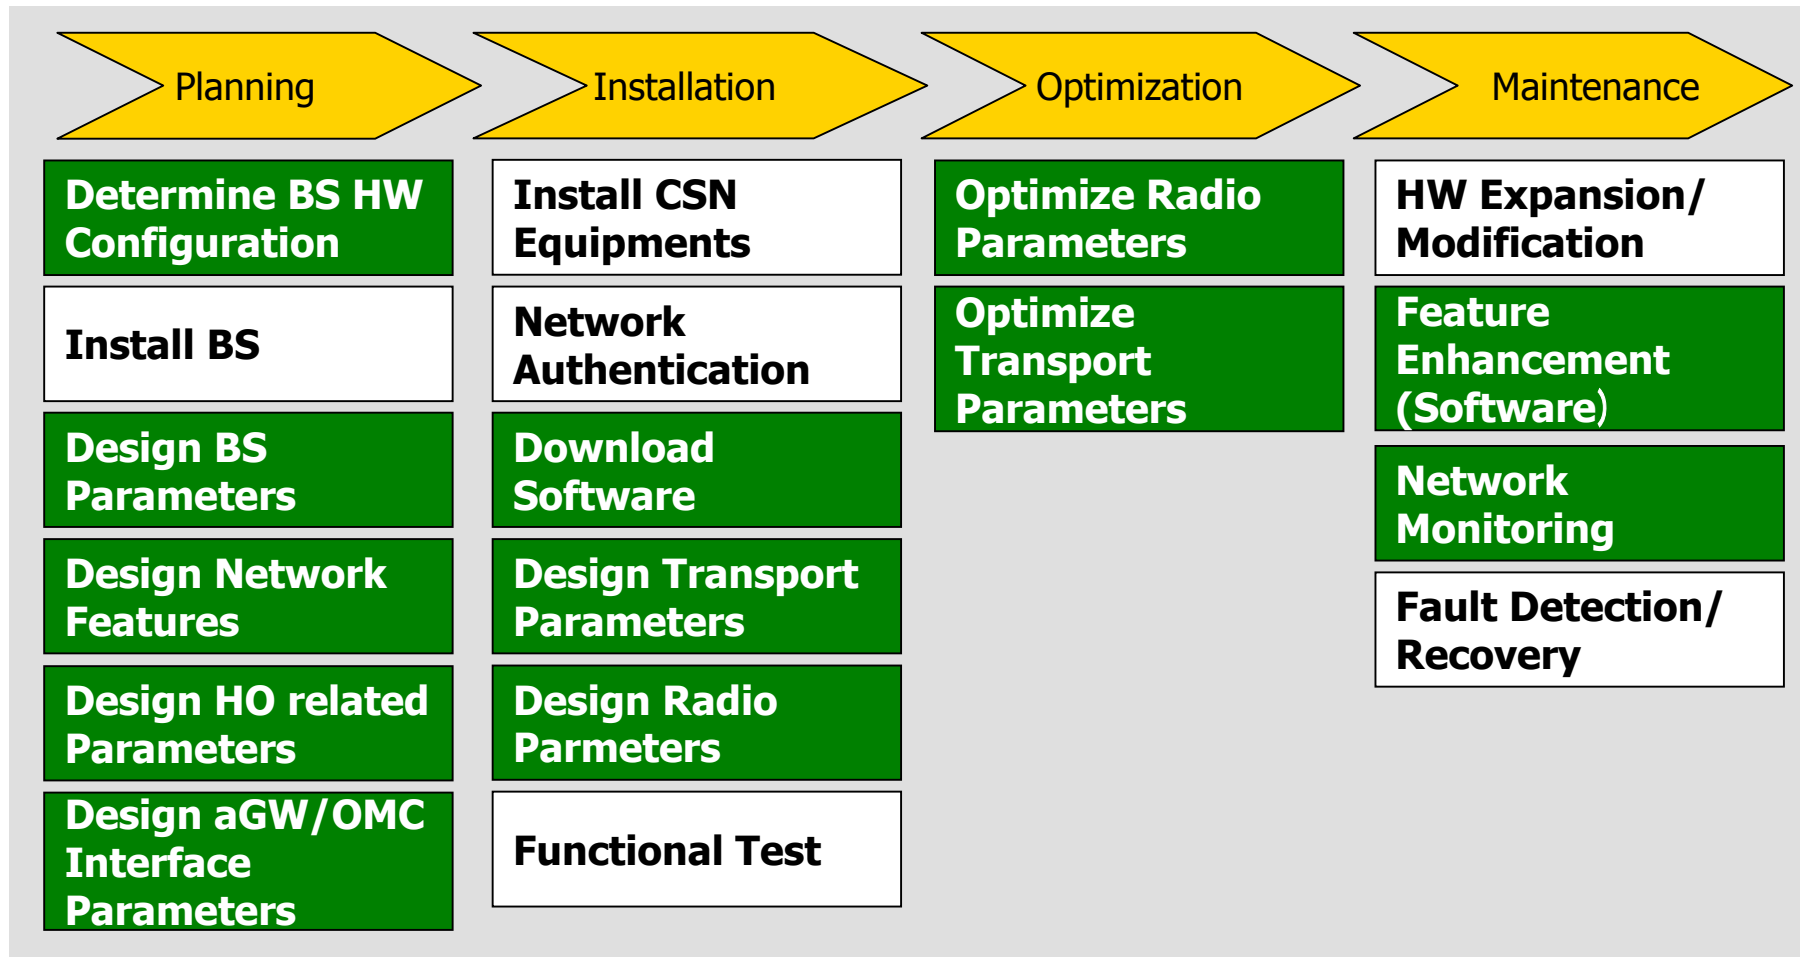 Planning
Installation
Optimization
Maintenance
Determine BS HW
Configuration
Install BS
Design BS
Parameters
Design Network
Features
Design HO related
Parameters
Design aGW/OMC
Interface
Parameters
Install CSN
Equipments
Network
Authentication
Download
Software
Design Transport
Parameters
Design Radio
Parmeters
Functional Test
Optimize Radio
Parameters
Optimize
Transport
Parameters
HW Expansion/
Modification
Feature
Enhancement
(Software)
Network
Monitoring
Fault Detection/
Recovery